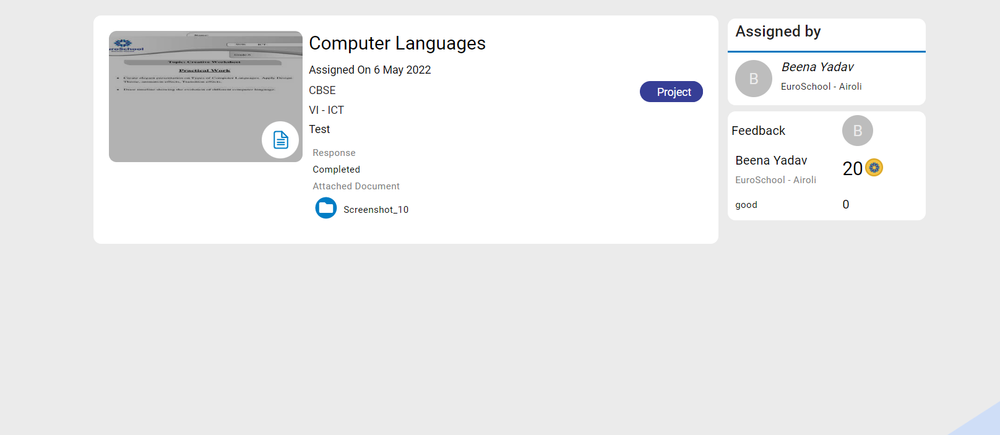 Name:
EuroSchool
SUB: ICT
Grade-6
Topic: Creative Worksheet
Practical Work
• Create elegant presentation on Types of Computer Languages. Apply Design
Theme, animation effects, Transition effects.
• Draw timeline showing the evolution of different computer language.
Computer Languages
Assigned On 6 May 2022
CBSE
VI - ICT
Test
Project
Response
Completed
Attached Document
Screenshot_10
Assigned by
B
Beena Yadav
EuroSchool - Airoli
Feedback
B
Beena Yadav
20
EuroSchool - Airoli
good
0